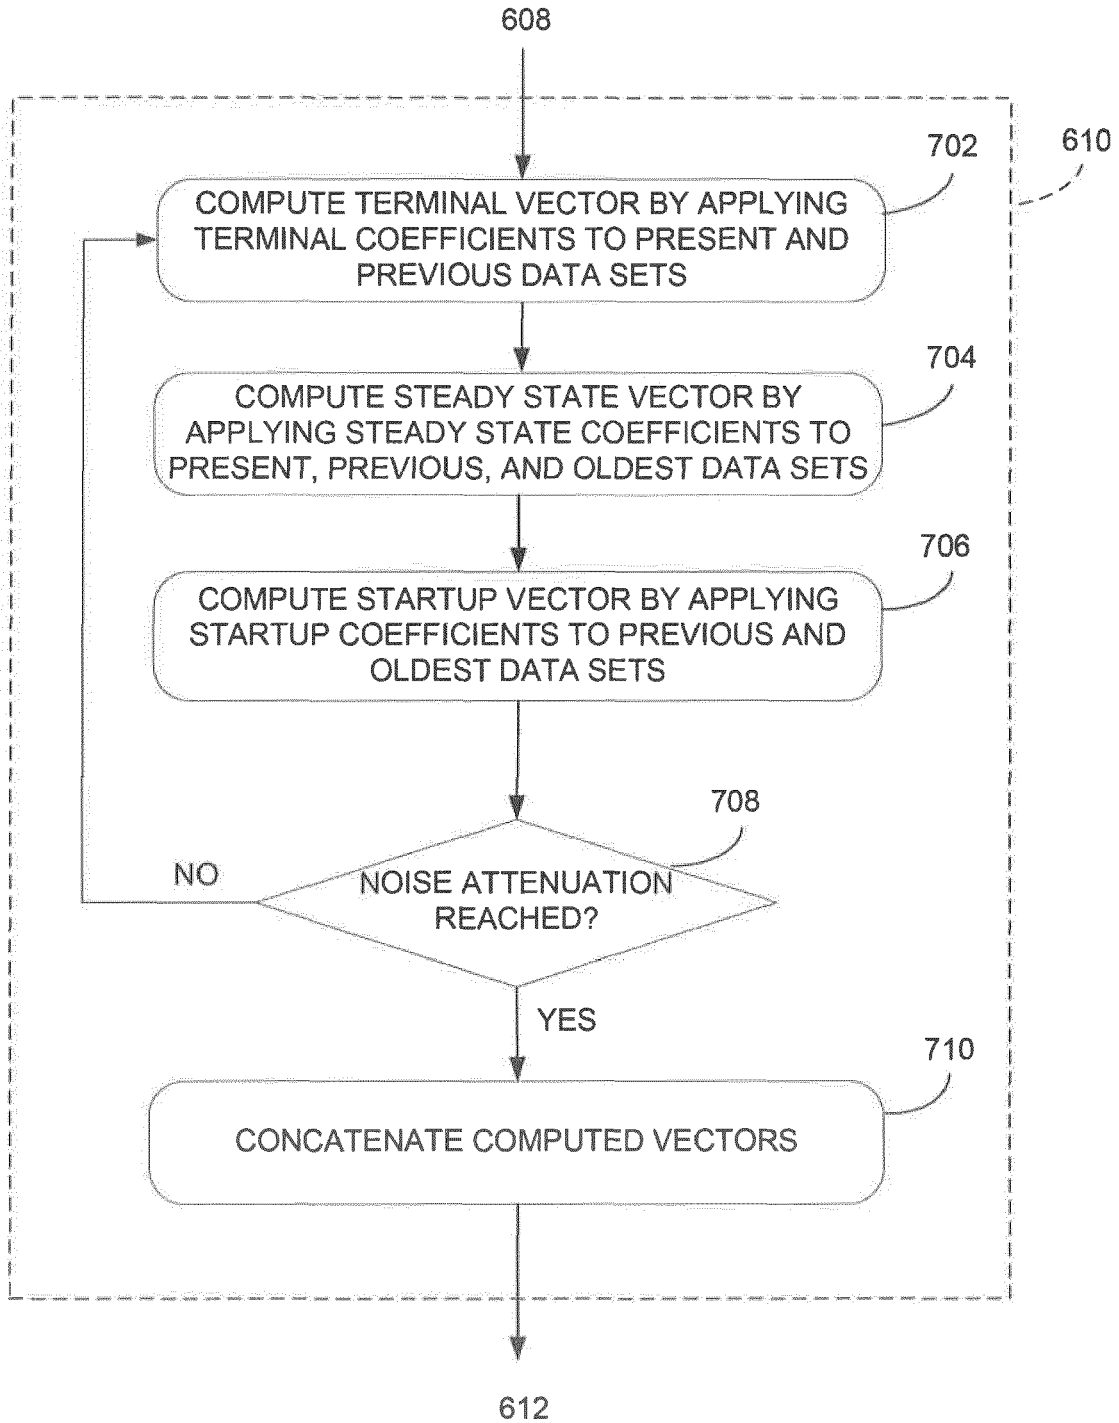 608
610
702
COMPUTE TERMINAL VECTOR BY APPLYING
TERMINAL COEFFICIENTS TO PRESENT AND
PREVIOUS DATA SETS
704
COMPUTE STEADY STATE VECTOR BY
APPLYING STEADY STATE COEFFICIENTS TO
PRESENT, PREVIOUS, AND OLDEST DATA SETS
706
COMPUTE STARTUP VECTOR BY APPLYING
STARTUP COEFFICIENTS TO PREVIOUS AND
OLDEST DATA SETS
708
NO
NOISE ATTENUATION
REACHED?
YES
710
CONCATENATE COMPUTED VECTORS
612